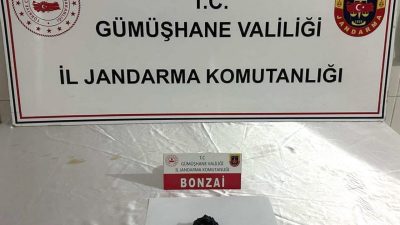 T.C.
GÜMÜŞHANE VALİLİĞİ
İL JANDARMA KOMUTANLIĞI
T.C.
GÜMÜŞHANE VALİLİĞİ
İL JANDARMA KOMUTANLIĞI
BONZAİ